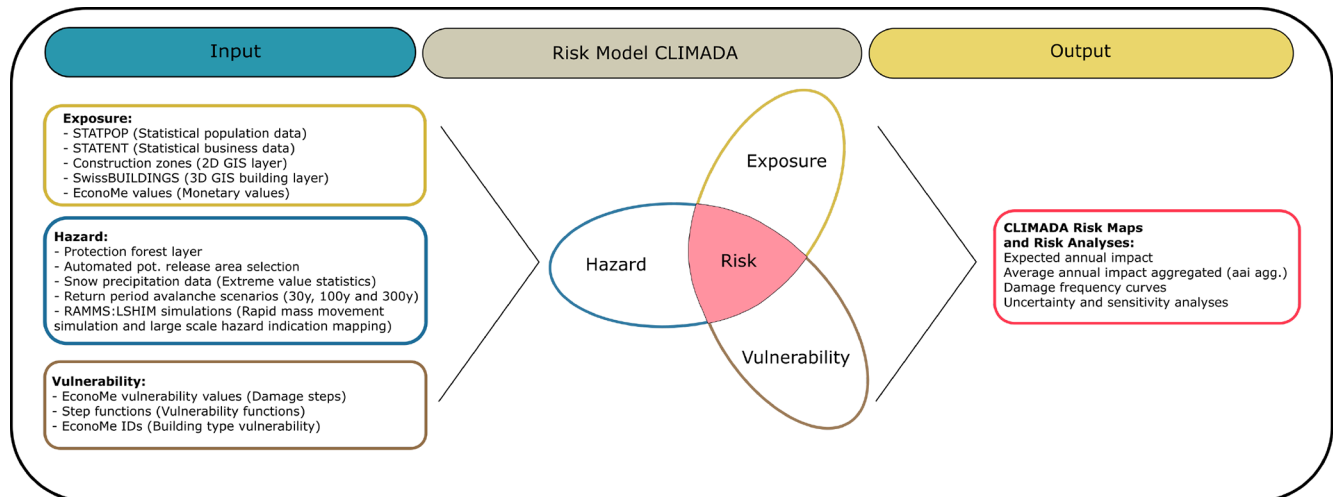 Input
Risk Model CLIMADA
Output
Exposure:
- STATPOP (Statistical population data)
- STATENT (Statistical business data)
- Construction zones (2D GIS layer)
- SwissBUILDINGS (3D GIS building layer)
- EconoMe values (Monetary values)
Hazard:
- Protection forest layer
- Automated pot. release area selection
- Snow precipitation data (Extreme value statistics)
- Return period avalanche scenarios (30y, 100y and 300y)
- RAMMS:LSHIM simulations (Rapid mass movement
simulation and large scale hazard indication mapping)
Vulnerability:
- EconoMe vulnerability values (Damage steps)
- Step functions (Vulnerability functions)
- EconoMe IDs (Building type vulnerability)
Exposure
Hazard
Risk
Vulnerability
CLIMADA Risk Maps
and Risk Analyses:
Expected annual impact
Average annual impact aggregated (aai agg.)
Damage frequency curves
Uncertainty and sensitivity analyses